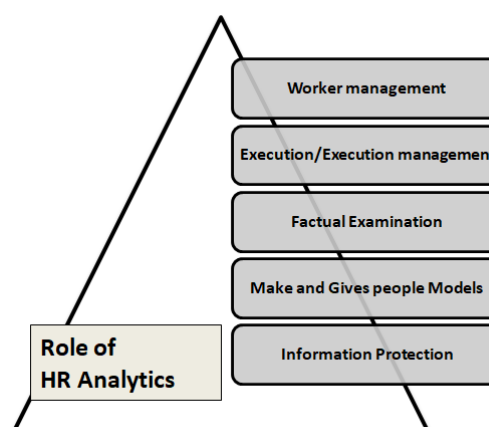 Worker management
Execution/Execution managemen
Factual Examination
Make and Gives people Models
Information Protection
Role of
HR Analytics